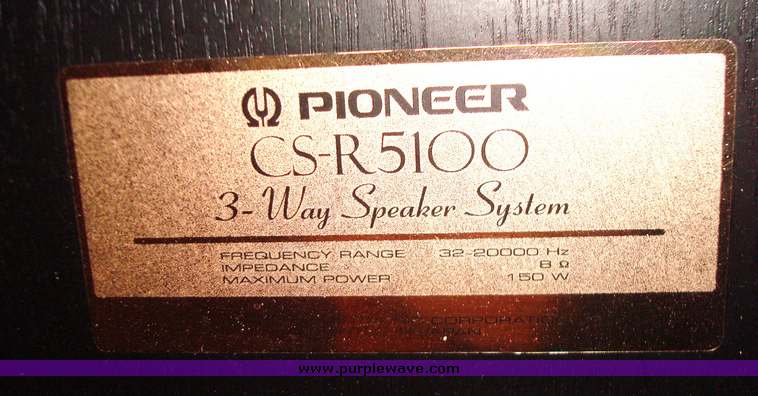 PIONEER
CS-R5100
3-Way Speaker System
FREQUENCY RANGE 32-20000 Hz
IMPEDANCE 8 Ω
MAXIMUM POWER 150 W
CORPORATION
www.purplewave.com